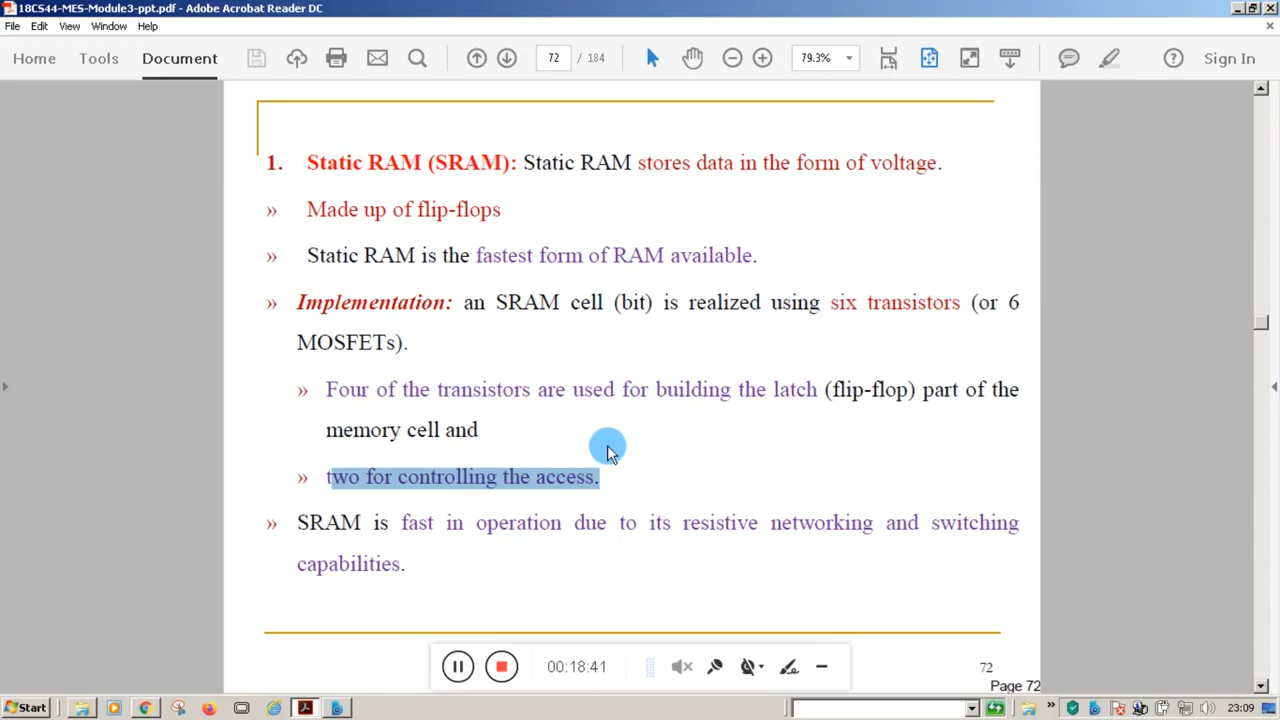 18CS44-MES-Module3-ppt.pdf - Adobe Acrobat Reader DC
File Edit View Window Help
Home Tools Document 72 / 184 79.3% Sign In
1. Static RAM (SRAM): Static RAM stores data in the form of voltage.
» Made up of flip-flops
» Static RAM is the fastest form of RAM available.
» Implementation: an SRAM cell (bit) is realized using six transistors (or 6
MOSFETs).
» Four of the transistors are used for building the latch (flip-flop) part of the
memory cell and
» two for controlling the access.
» SRAM is fast in operation due to its resistive networking and switching
capabilities.
00:18:41
72
Page 72
Start 23:09